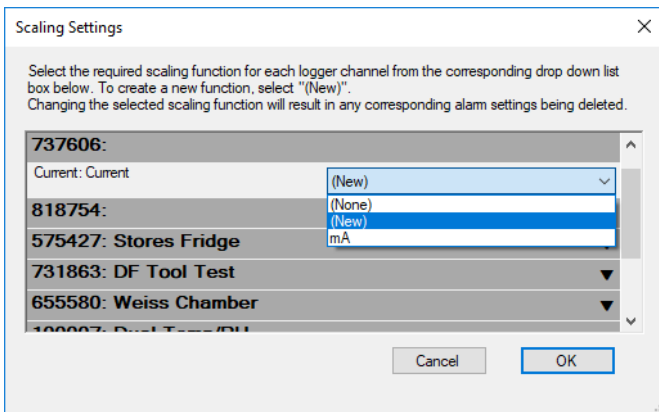 Scaling Settings
Select the required scaling function for each logger channel from the corresponding drop down list
box below. To create a new function, select "(New)".
Changing the selected scaling function will result in any corresponding alarm settings being deleted.
737606:
Current: Current
(New)
(None)
(New)
mA
818754:
575427: Stores Fridge
731863: DF Tool Test
655580: Weiss Chamber
Cancel
OK